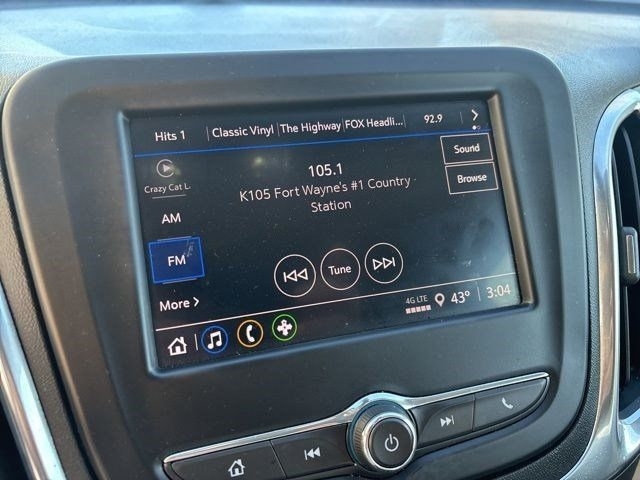 Hits 1 Classic Vinyl The Highway FOX Headli... 92.9
Crazy Cat L
105.1
K105 Fort Wayne's #1 Country
Station
Sound
Browse
AM
FM
Tune
More
4G LTE 43° 3:04